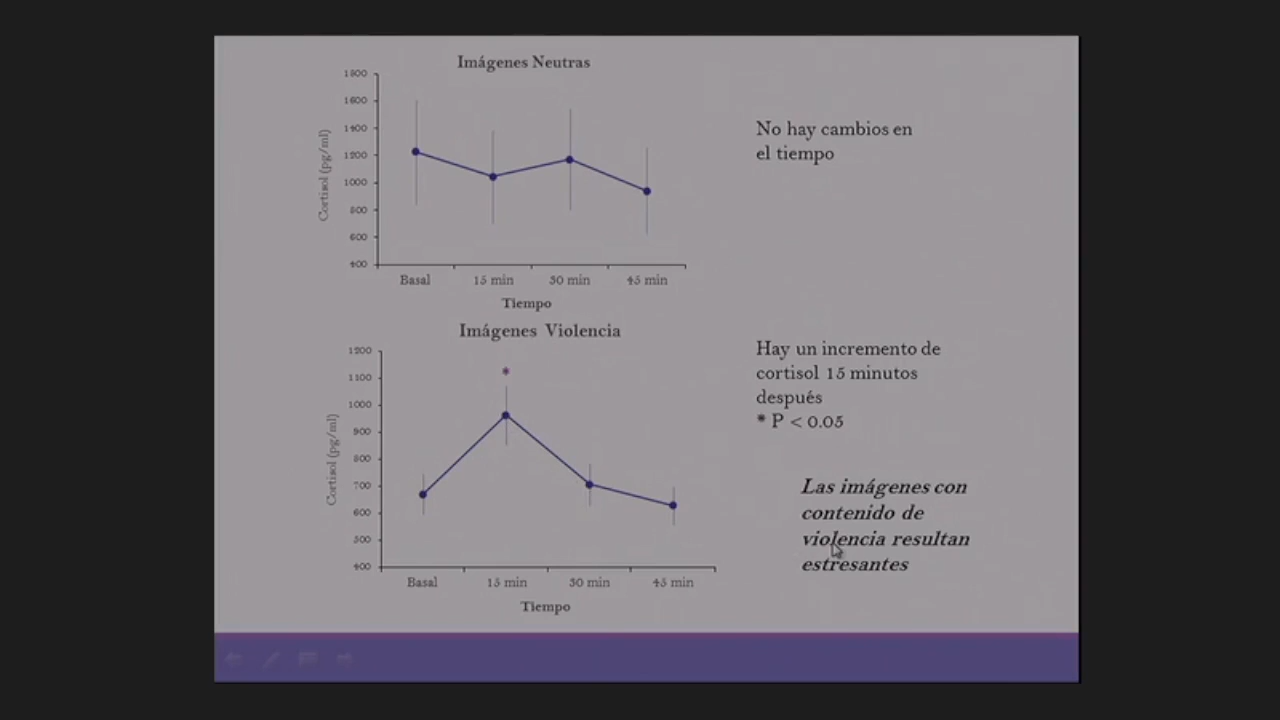 Imágenes Neutras
1800
1600
1400
1200
1000
800
600
400
Cortisol (pg/ml)
Basal 15 min 30 min 45 min
Tiempo
No hay cambios en
el tiempo
Imágenes Violencia
1200
1100
1000
900
800
700
600
500
400
Cortisol (pg/ml)
*
Basal 15 min 30 min 45 min
Tiempo
Hay un incremento de
cortisol 15 minutos
después
* P < 0.05
Las imágenes con
contenido de
violencia resultan
estresantes